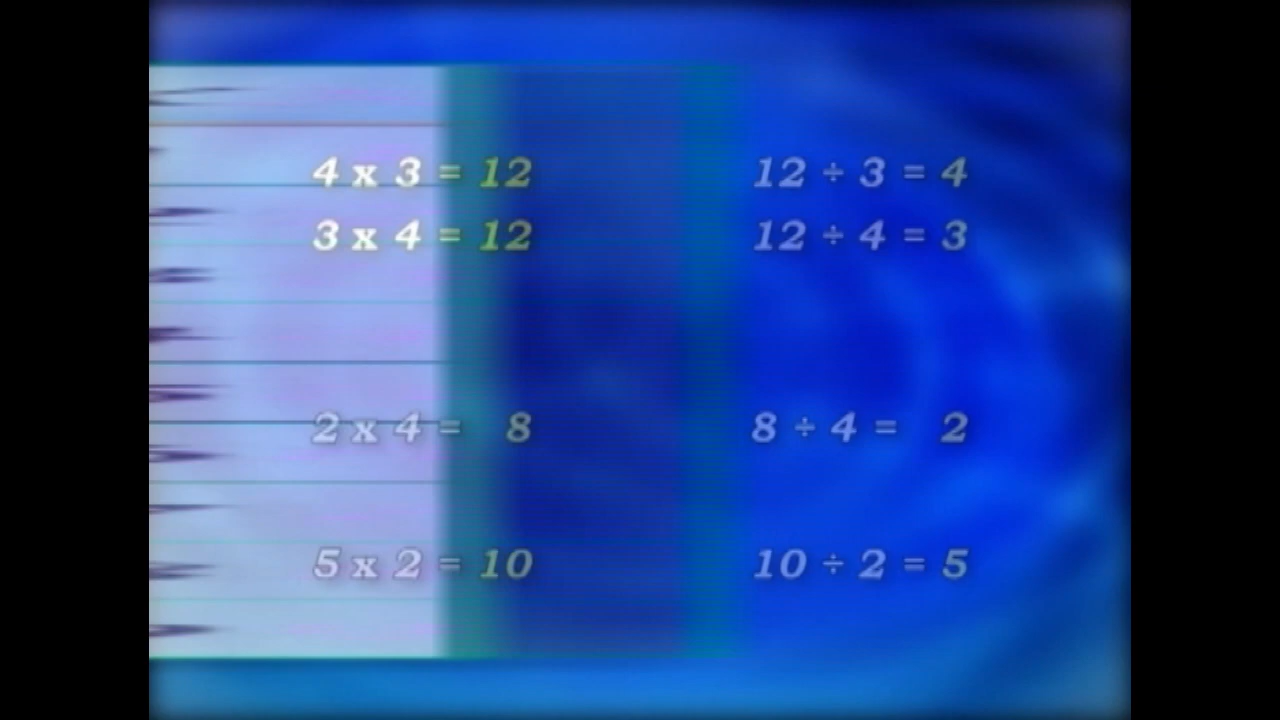 4 x 3 = 12 12 ÷ 3 = 4
3 x 4 = 12 12 ÷ 4 = 3
2 x 4 = 8 8 ÷ 4 = 2
5 x 2 = 10 10 ÷ 2 = 5